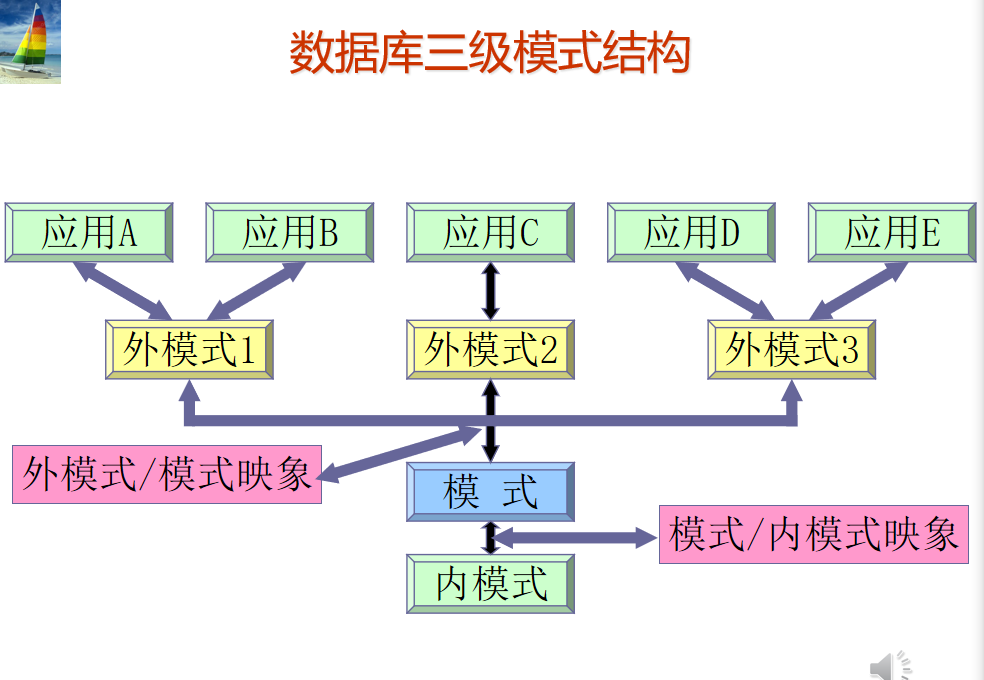 数据库三级模式结构
应用A
应用B
应用C
应用D
应用E
外模式1
外模式2
外模式3
外模式/模式映象
模 式
模式/内模式映象
内模式